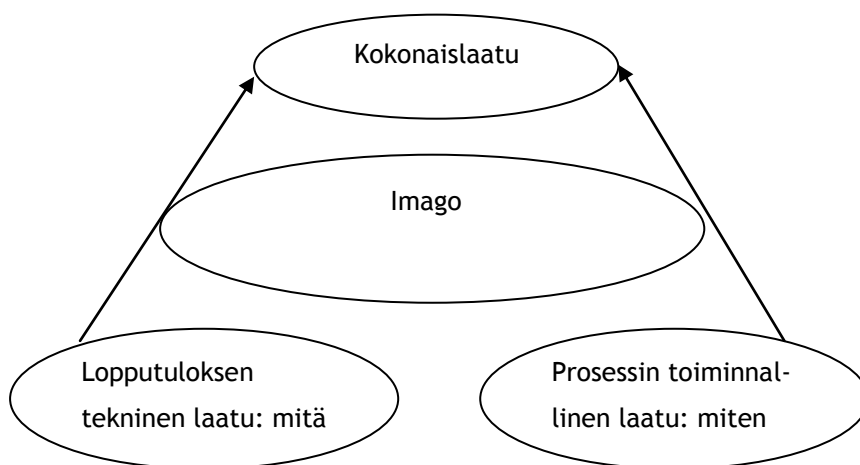 Kokonaislaatu
Imago
Lopputuloksen
tekninen laatu: mitä
Prosessin toiminnal-
linen laatu: miten